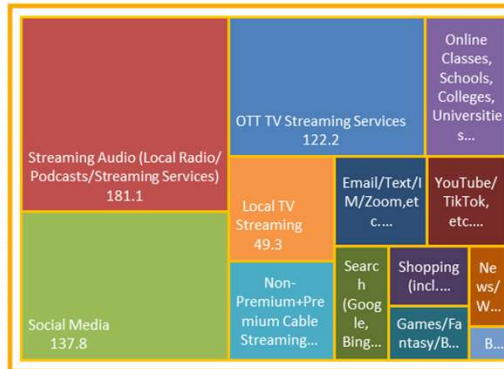 Streaming Audio (Local Radio/
Podcasts/Streaming Services)
181.1
Social Media
137.8
OTT TV Streaming Services
122.2
Local TV
Streaming
49.3
Non-
Premium+Pre
mium Cable
Streaming...
Online
Classes,
Schools,
Colleges,
Universitie
s...
Email/Text/I
M/Zoom,etc
....
YouTube/
TikTok,
etc....
Searc
h
(Goog
le,
Bing...
Shopping
(incl....
Games/Fa
ntasy/B...
Ne
ws/
W...
B...